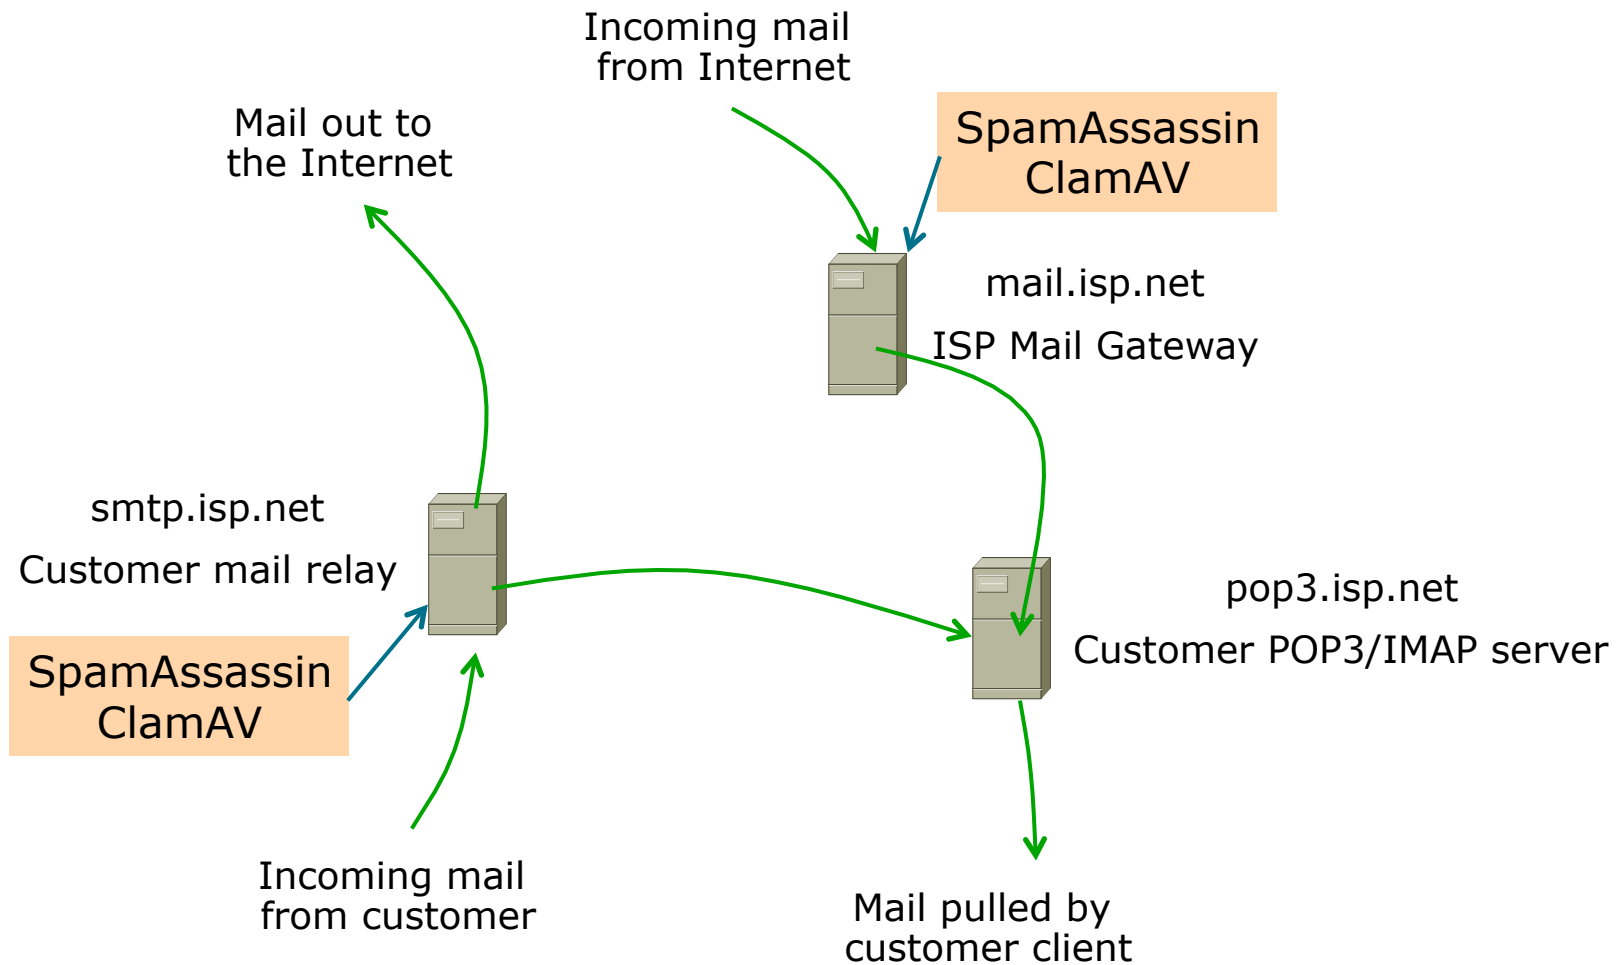 Incoming mail
from Internet
Mail out to
the Internet
SpamAssassin
ClamAV
mail.isp.net
ISP Mail Gateway
smtp.isp.net
Customer mail relay
pop3.isp.net
Customer POP3/IMAP server
SpamAssassin
ClamAV
Incoming mail
from customer
Mail pulled by
customer client